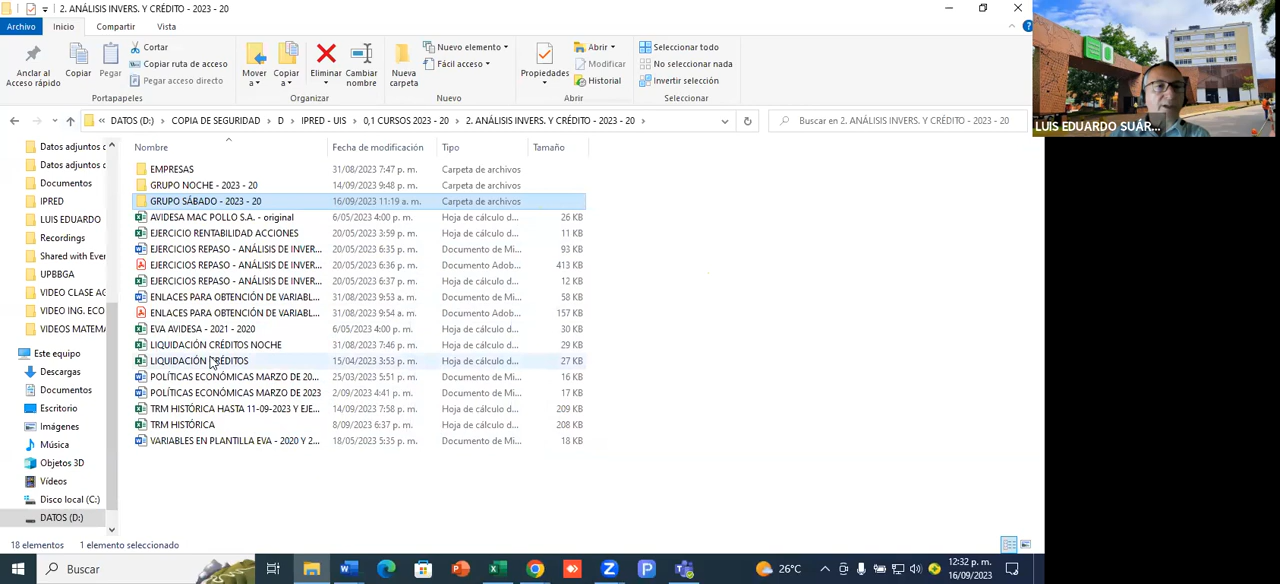 2. ANÁLISIS INVERS. Y CRÉDITO - 2023 - 20
Archivo Inicio Compartir Vista
Anclar al Acceso rápido
Copiar
Pegar
Cortar
Copiar ruta de acceso
Pegar acceso directo
Portapapeles
Mover a
Copiar a
Eliminar
Cambiar nombre
Organizar
Nueva carpeta
Nuevo elemento
Fácil acceso
Nuevo
Propiedades
Abrir
Modificar
Historial
Abrir
Seleccionar todo
No seleccionar nada
Invertir selección
Seleccionar
LUIS EDUARDO SUÁR...
« DATOS (D:) > COPIA DE SEGURIDAD > D > IPRED - UIS > 0,1 CURSOS 2023 - 20 > 2. ANÁLISIS INVERS. Y CRÉDITO - 2023 - 20 >
Buscar en 2. ANÁLISIS INVERS. Y CRÉDITO - 2023 - 20
Datos adjuntos c
Datos adjuntos c
Documentos
IPRED
LUIS EDUARDO
Recordings
Shared with Ever
UPBBGA
VIDEO CLASE AC
VIDEO ING. ECO
VIDEOS MATEMA
Este equipo
Descargas
Documentos
Escritorio
Imágenes
Música
Objetos 3D
Vídeos
Disco local (C:)
DATOS (D:)
Nombre Fecha de modificación Tipo Tamaño
EMPRESAS 31/08/2023 7:47 p. m. Carpeta de archivos
GRUPO NOCHE - 2023 - 20 14/09/2023 9:48 p. m. Carpeta de archivos
GRUPO SÁBADO - 2023 - 20 16/09/2023 11:19 a. m. Carpeta de archivos
AVIDESA MAC POLLO S.A. - original 6/05/2023 4:00 p. m. Hoja de cálculo d... 26 KB
EJERCICIO RENTABILIDAD ACCIONES 20/05/2023 3:59 p. m. Hoja de cálculo d... 11 KB
EJERCICIOS REPASO - ANÁLISIS DE INVER... 20/05/2023 6:35 p. m. Documento de Mi... 93 KB
EJERCICIOS REPASO - ANÁLISIS DE INVER... 20/05/2023 6:36 p. m. Documento Adob... 413 KB
EJERCICIOS REPASO - ANÁLISIS DE INVER... 20/05/2023 6:37 p. m. Hoja de cálculo d... 12 KB
ENLACES PARA OBTENCIÓN DE VARIABL... 31/08/2023 9:53 a. m. Documento de Mi... 58 KB
ENLACES PARA OBTENCIÓN DE VARIABL... 31/08/2023 9:54 a. m. Documento Adob... 157 KB
EVA AVIDESA - 2021 - 2020 6/05/2023 4:00 p. m. Hoja de cálculo d... 30 KB
LIQUIDACIÓN CRÉDITOS NOCHE 31/08/2023 7:46 p. m. Hoja de cálculo d... 29 KB
LIQUIDACIÓN CRÉDITOS 15/04/2023 3:53 p. m. Hoja de cálculo d... 27 KB
POLÍTICAS ECONÓMICAS MARZO DE 20... 25/03/2023 5:51 p. m. Documento de Mi... 16 KB
POLÍTICAS ECONÓMICAS MARZO DE 2023 2/09/2023 4:41 p. m. Documento de Mi... 17 KB
TRM HISTÓRICA HASTA 11-09-2023 Y EJE... 14/09/2023 7:58 p. m. Hoja de cálculo d... 209 KB
TRM HISTÓRICA 8/09/2023 6:37 p. m. Hoja de cálculo d... 208 KB
VARIABLES EN PLANTILLA EVA - 2020 Y 2... 18/05/2023 5:35 p. m. Documento de Mi... 18 KB
18 elementos 1 elemento seleccionado
Buscar
26°C
12:32 p. m.
16/09/2023